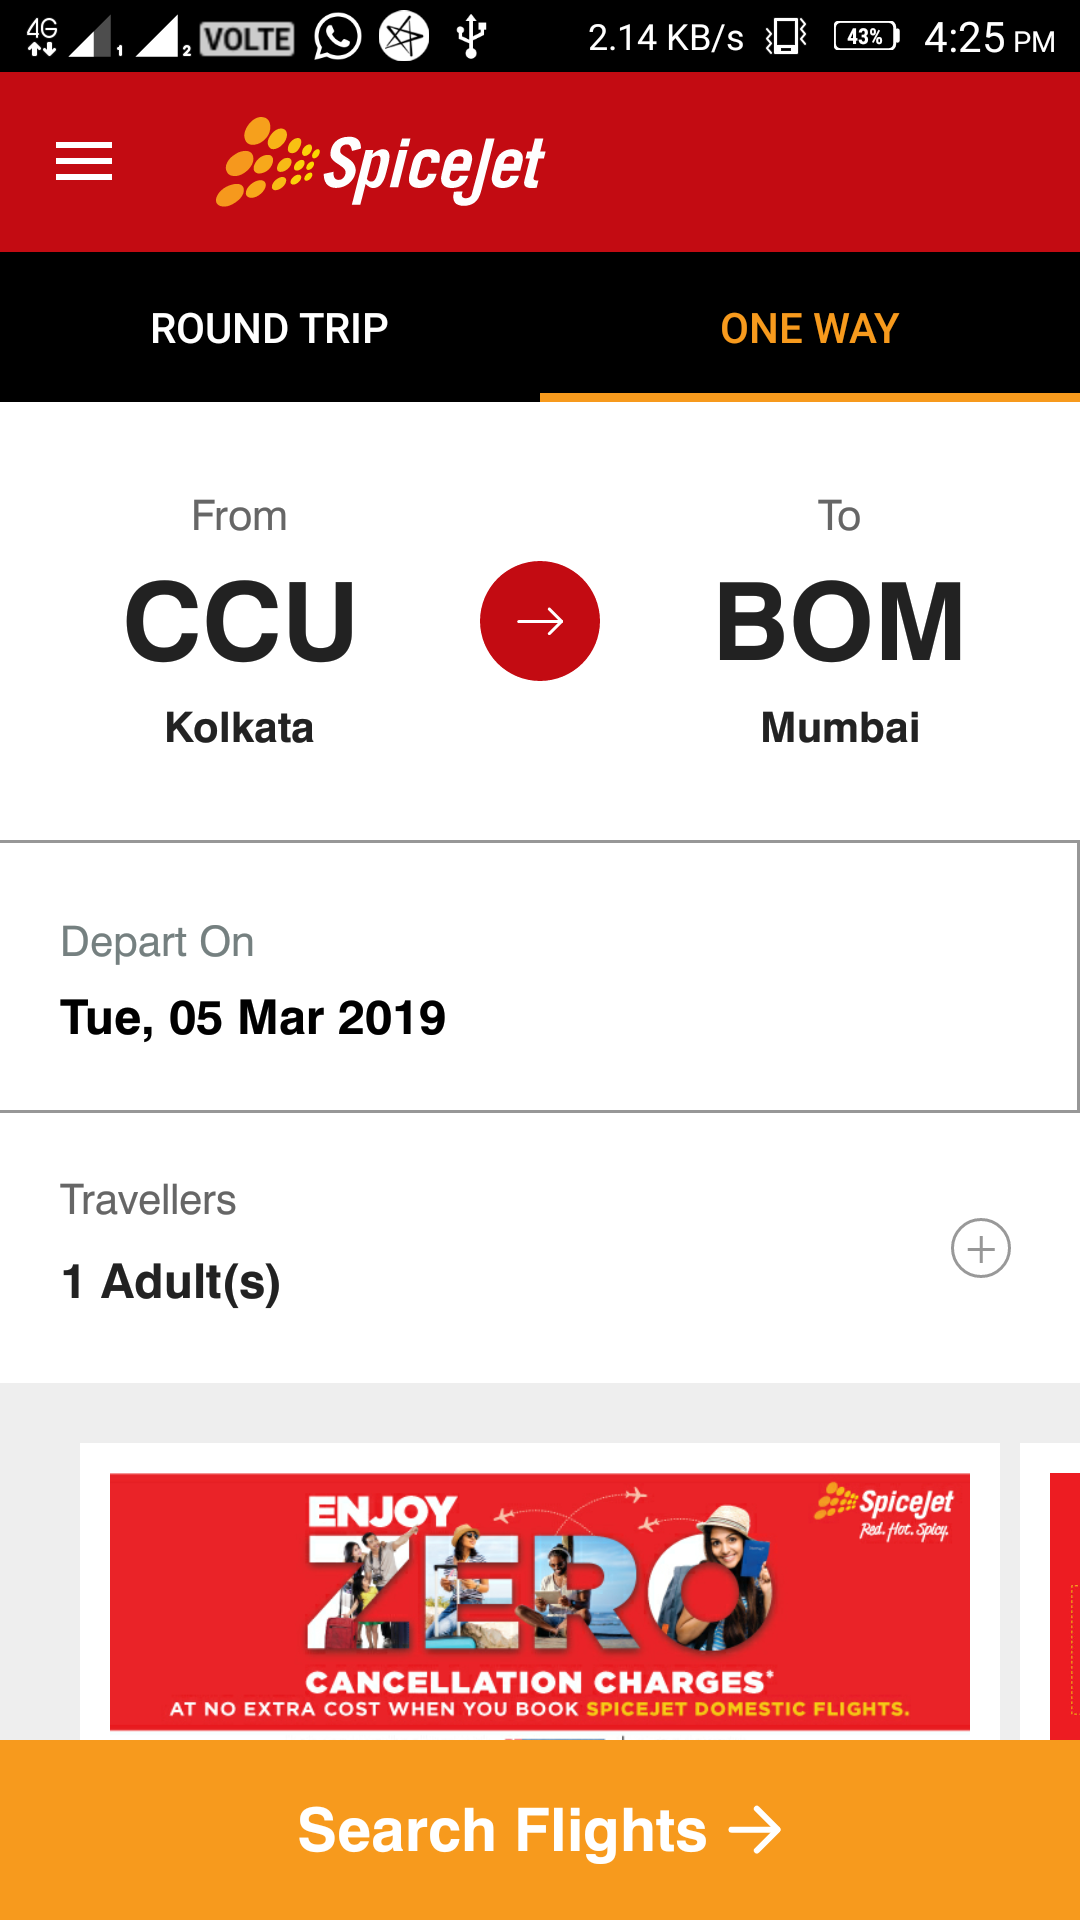 4G 1 2 VOLTE 2.14 KB/s 43% 4:25 PM
SpiceJet
ROUND TRIP ONE WAY
From To
CCU BOM
Kolkata Mumbai
Depart On
Tue, 05 Mar 2019
Travellers
1 Adult(s)
SpiceJet
Red. Hot. Spicy.
ENJOY
ZERO
CANCELLATION CHARGES*
AT NO EXTRA COST WHEN YOU BOOK SPICEJET DOMESTIC FLIGHTS.
Search Flights